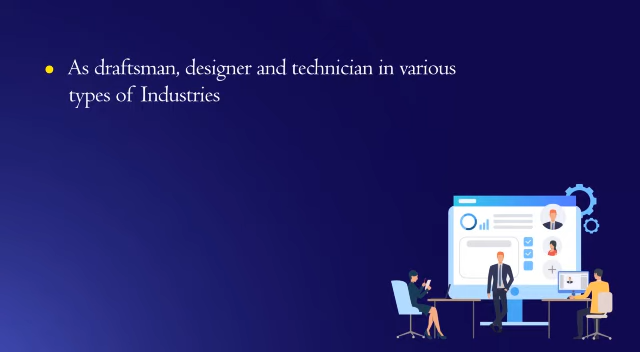 As draftsman, designer and technician in various
types of Industries